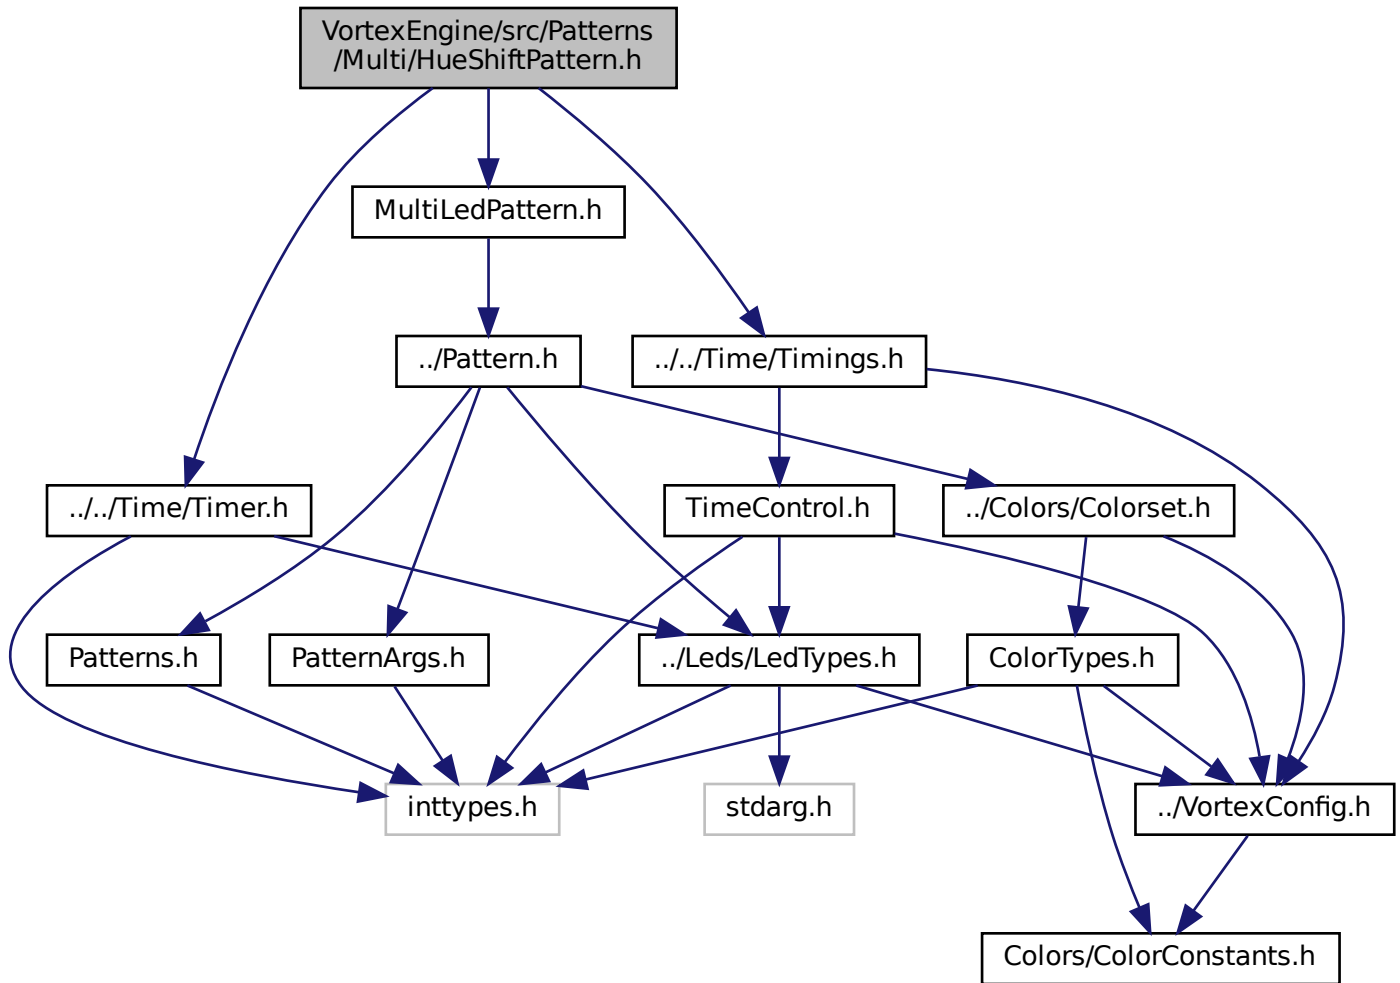 VortexEngine/src/Patterns
/Multi/HueShiftPattern.h
MultiLedPattern.h
../Pattern.h
../../Time/Timings.h
../../Time/Timer.h
TimeControl.h
../Colors/Colorset.h
Patterns.h
PatternArgs.h
../Leds/LedTypes.h
ColorTypes.h
inttypes.h
stdarg.h
../VortexConfig.h
Colors/ColorConstants.h